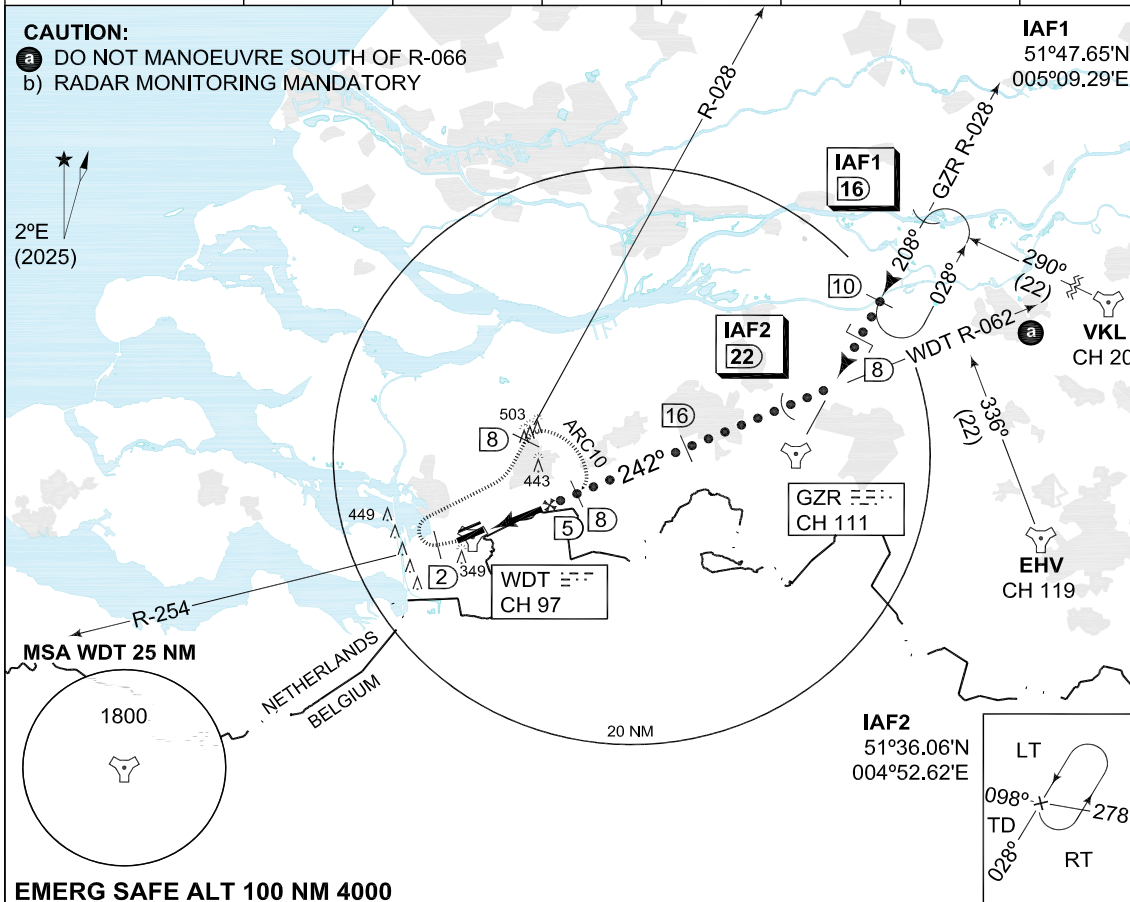 CAUTION:
a DO NOT MANOEUVRE SOUTH OF R-066
b) RADAR MONITORING MANDATORY
IAF1
51º47.65'N
005º09.29'E
2ºE
(2025)
R-028
IAF1
16
GZR R-028
208º
028º
290º
(22)
10
VKL
CH 20
a
WDT R-062
IAF2
22
8
336º
(22)
503
8
ARC10
16
443
242º
GZR
CH 111
449
5
8
EHV
CH 119
2
349
WDT
CH 97
R-254
MSA WDT 25 NM
NETHERLANDS
BELGIUM
1800
20 NM
IAF2
51º36.06'N
004º52.62'E
LT
098º
278
TD
028º
RT
EMERG SAFE ALT 100 NM 4000